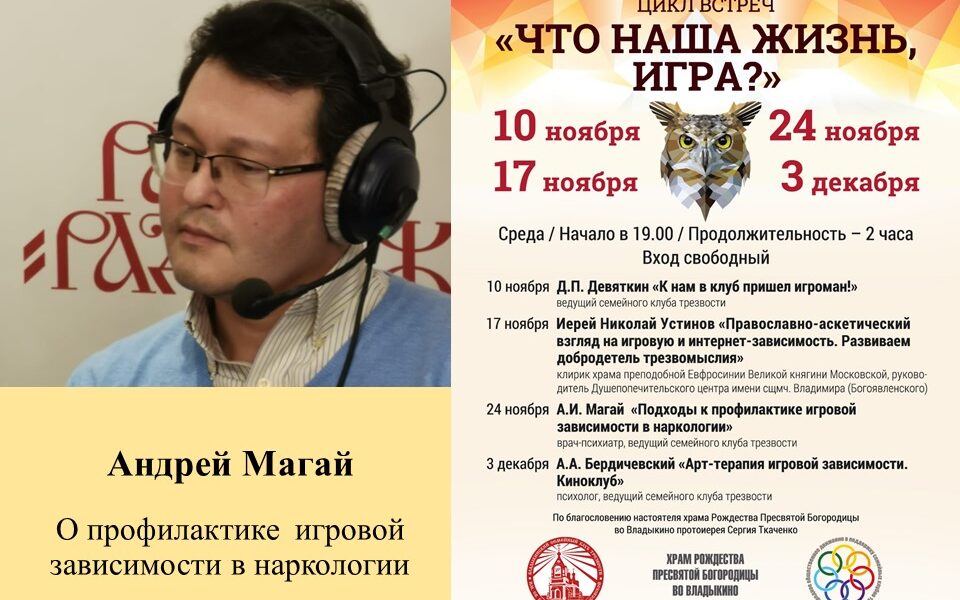 Андрей Магай
О профилактике игровой
зависимости в наркологии
ЦИКЛ ВСТРЕЧ
«ЧТО НАША ЖИЗНЬ,
ИГРА?»
10 ноября
24 ноября
17 ноября
3 декабря
Среда / Начало в 19.00 / Продолжительность – 2 часа
Вход свободный
10 ноября Д.П. Девяткин «К нам в клуб пришел игроман!»
ведущий семейного клуба трезвости
17 ноября Иерей Николай Устинов «Православно-аскетический
взгляд на игровую и интернет-зависимость. Развиваем
добродетель трезвомыслия»
клирик храма преподобной Евфросинии Великой княгини Московской, руково-
дитель Душепопечительского центра имени сщмч. Владимира (Богоявленского)
24 ноября А.И. Магай «Подходы к профилактике игровой
зависимости в наркологии»
врач-психиатр, ведущий семейного клуба трезвости
3 декабря А.А. Бердичевский «Арт-терапия игровой зависимости.
Киноклуб»
психолог, ведущий семейного клуба трезвости
По благословению настоятеля храма Рождества Пресвятой Богородицы
во Владыкино протоиерея Сергия Ткаченко
ХРАМ РОЖДЕСТВА
ПРЕСВЯТОЙ БОГОРОДИЦЫ
ВО ВЛАДЫКИНО